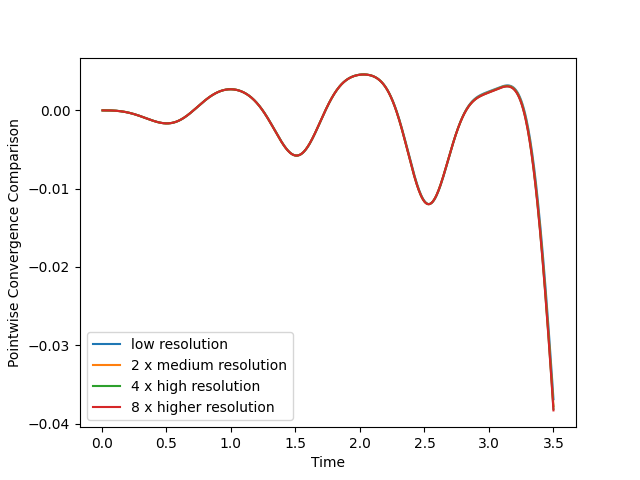 Pointwise Convergence Comparison
0.00
−0.01
−0.02
−0.03
−0.04
low resolution
2 x medium resolution
4 x high resolution
8 x higher resolution
0.0 0.5 1.0 1.5 2.0 2.5 3.0 3.5
Time